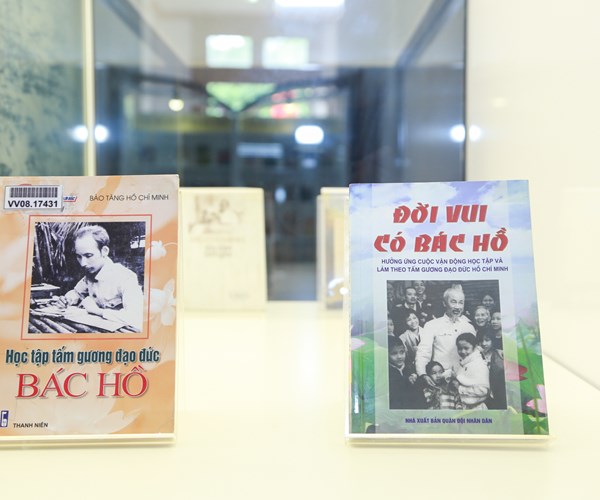 VV08.17431
BẢO TÀNG HỒ CHÍ MINH
Học tập tấm gương đạo đức
BÁC HỒ
THANH NIÊN
ĐỜI VUI
CÓ BÁC HỒ
HƯỞNG ỨNG CUỘC VẬN ĐỘNG HỌC TẬP VÀ
LÀM THEO TẤM GƯƠNG ĐẠO ĐỨC HỒ CHÍ MINH
NHÀ XUẤT BẢN QUÂN ĐỘI NHÂN DÂN